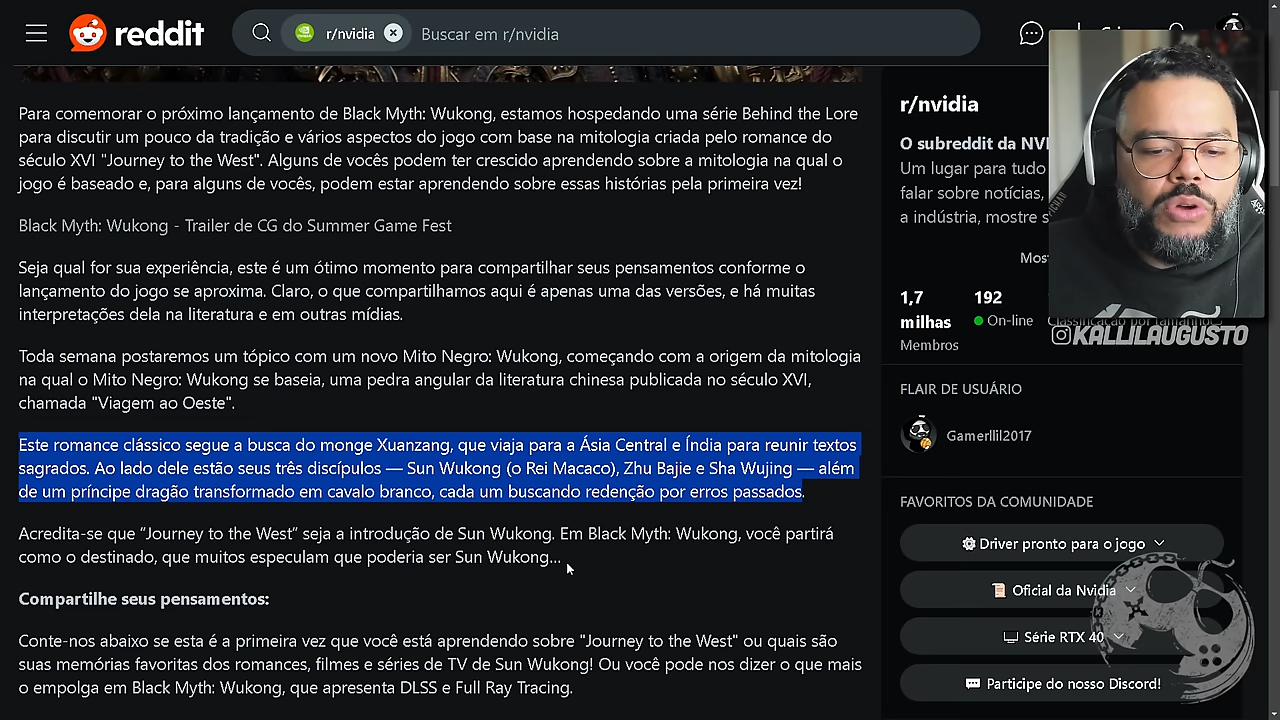 reddit
r/nvidia
Buscar em r/nvidia
Para comemorar o próximo lançamento de Black Myth: Wukong, estamos hospedando uma série Behind the Lore
para discutir um pouco da tradição e vários aspectos do jogo com base na mitologia criada pelo romance do
século XVI "Journey to the West". Alguns de vocês podem ter crescido aprendendo sobre a mitologia na qual o
jogo é baseado e, para alguns de vocês, podem estar aprendendo sobre essas histórias pela primeira vez!
Black Myth: Wukong - Trailer de CG do Summer Game Fest
Seja qual for sua experiência, este é um ótimo momento para compartilhar seus pensamentos conforme o
lançamento do jogo se aproxima. Claro, o que compartilhamos aqui é apenas uma das versões, e há muitas
interpretações dela na literatura e em outras mídias.
Toda semana postaremos um tópico com um novo Mito Negro: Wukong, começando com a origem da mitologia
na qual o Mito Negro: Wukong se baseia, uma pedra angular da literatura chinesa publicada no século XVI,
chamada "Viagem ao Oeste".
Este romance clássico segue a busca do monge Xuanzang, que viaja para a Ásia Central e Índia para reunir textos
sagrados. Ao lado dele estão seus três discípulos — Sun Wukong (o Rei Macaco), Zhu Bajie e Sha Wujing — além
de um príncipe dragão transformado em cavalo branco, cada um buscando redenção por erros passados.
Acredita-se que “Journey to the West” seja a introdução de Sun Wukong. Em Black Myth: Wukong, você partirá
como o destinado, que muitos especulam que poderia ser Sun Wukong...
Compartilhe seus pensamentos:
Conte-nos abaixo se esta é a primeira vez que você está aprendendo sobre "Journey to the West" ou quais são
suas memórias favoritas dos romances, filmes e séries de TV de Sun Wukong! Ou você pode nos dizer o que mais
o empolga em Black Myth: Wukong, que apresenta DLSS e Full Ray Tracing.
r/nvidia
O subreddit da NVI
Um lugar para tudo
falar sobre notícias,
a indústria, mostre s
Most
1,7
milhas
Membros
192
On-line
Classificação por tamanho
KALLILAUGUSTO
FLAIR DE USUÁRIO
Gamerllil2017
FAVORITOS DA COMUNIDADE
Driver pronto para o jogo
Oficial da Nvidia
Série RTX 40
Participe do nosso Discord!